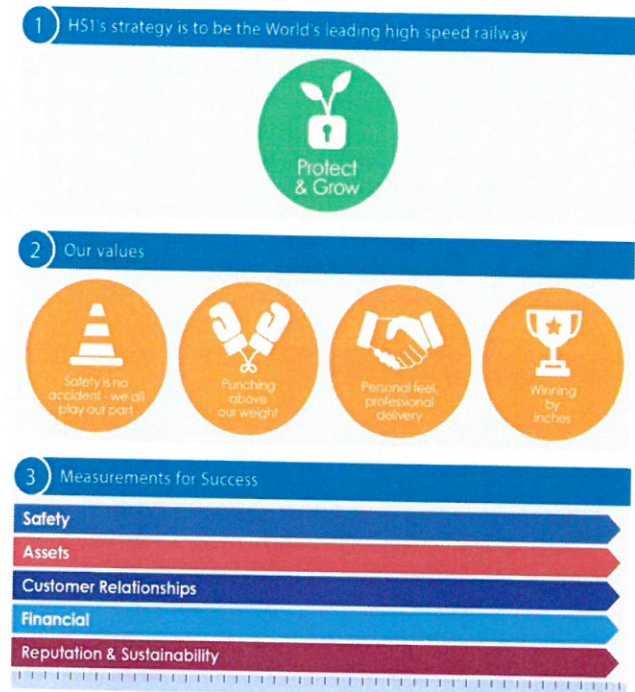 1 HS1's strategy is to be the World's leading high speed railway
Protect
& Grow
2 Our values
Safety is no
accident - we all
play our part
Punching
above
our weight
Personal feel,
professional
delivery
Winning
by
inches
3 Measurements for Success
Safety
Assets
Customer Relationships
Financial
Reputation & Sustainability